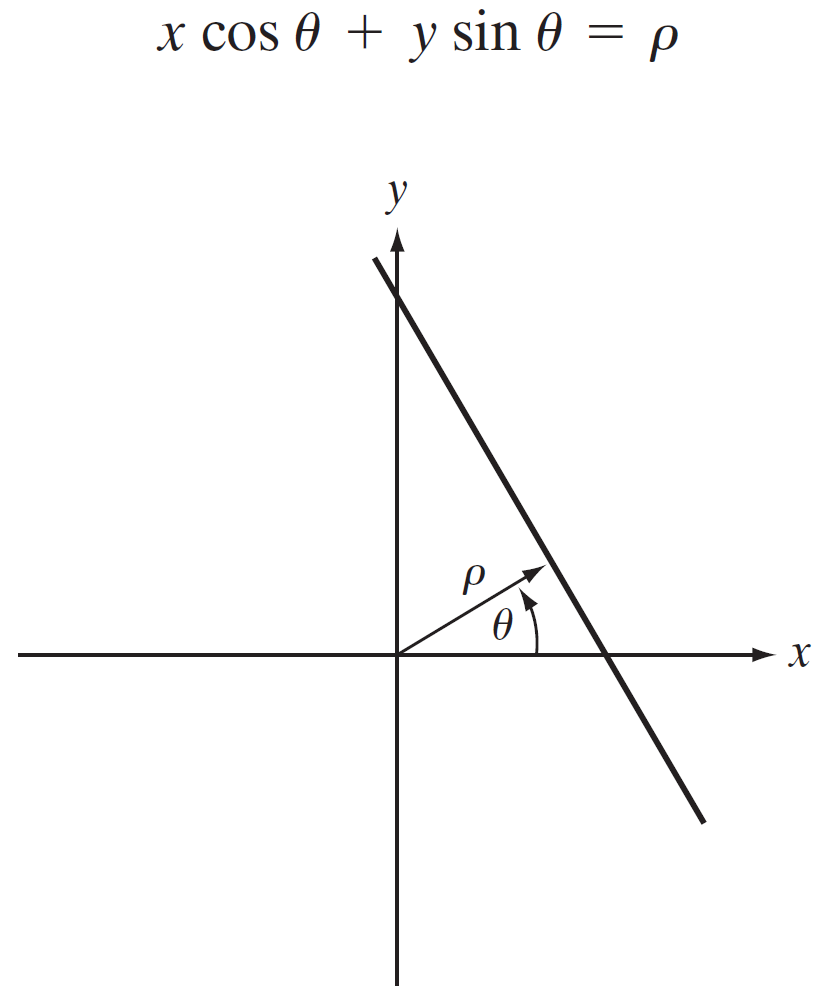 x cos θ + y sin θ = ρ
y
ρ
θ
x